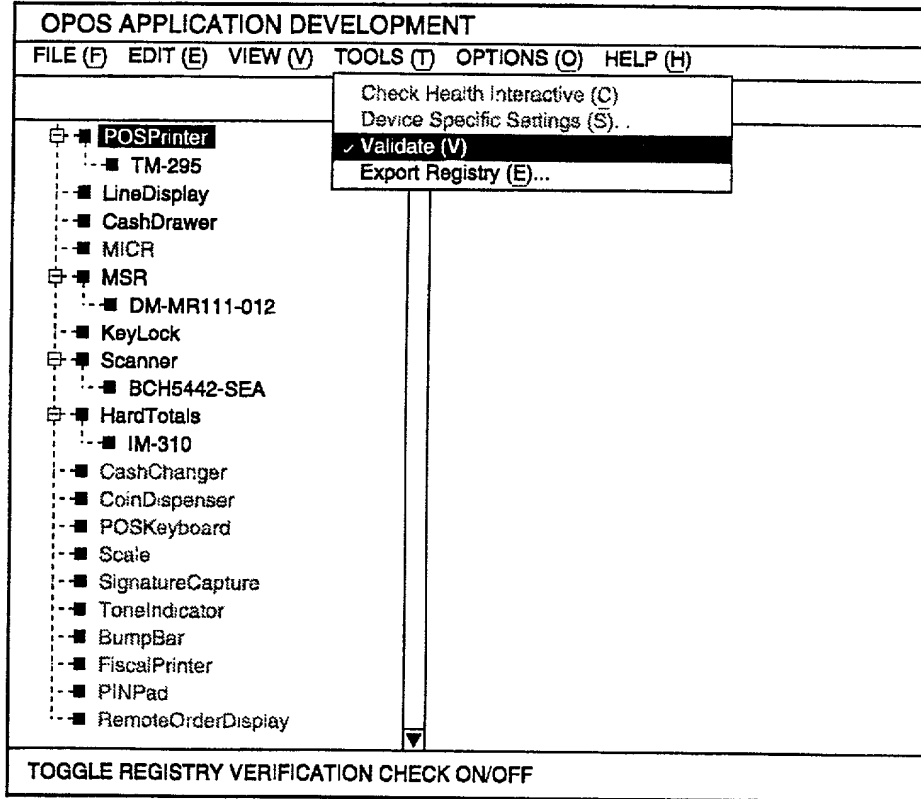 OPOS APPLICATION DEVELOPMENT
FILE (F) EDIT (E) VIEW (V) TOOLS (T) OPTIONS (O) HELP (H)
Check Health Interactive (C)
Device Specific Settings (S). .
✓ Validate (V)
Export Registry (E)...
POSPrinter
TM-295
LineDisplay
CashDrawer
MICR
MSR
DM-MR111-012
KeyLock
Scanner
BCH5442-SEA
HardTotals
IM-310
CashChanger
CoinDispenser
POSKeyboard
Scale
SignatureCapture
ToneIndicator
BumpBar
FiscalPrinter
PINPad
RemoteOrderDisplay
TOGGLE REGISTRY VERIFICATION CHECK ON/OFF